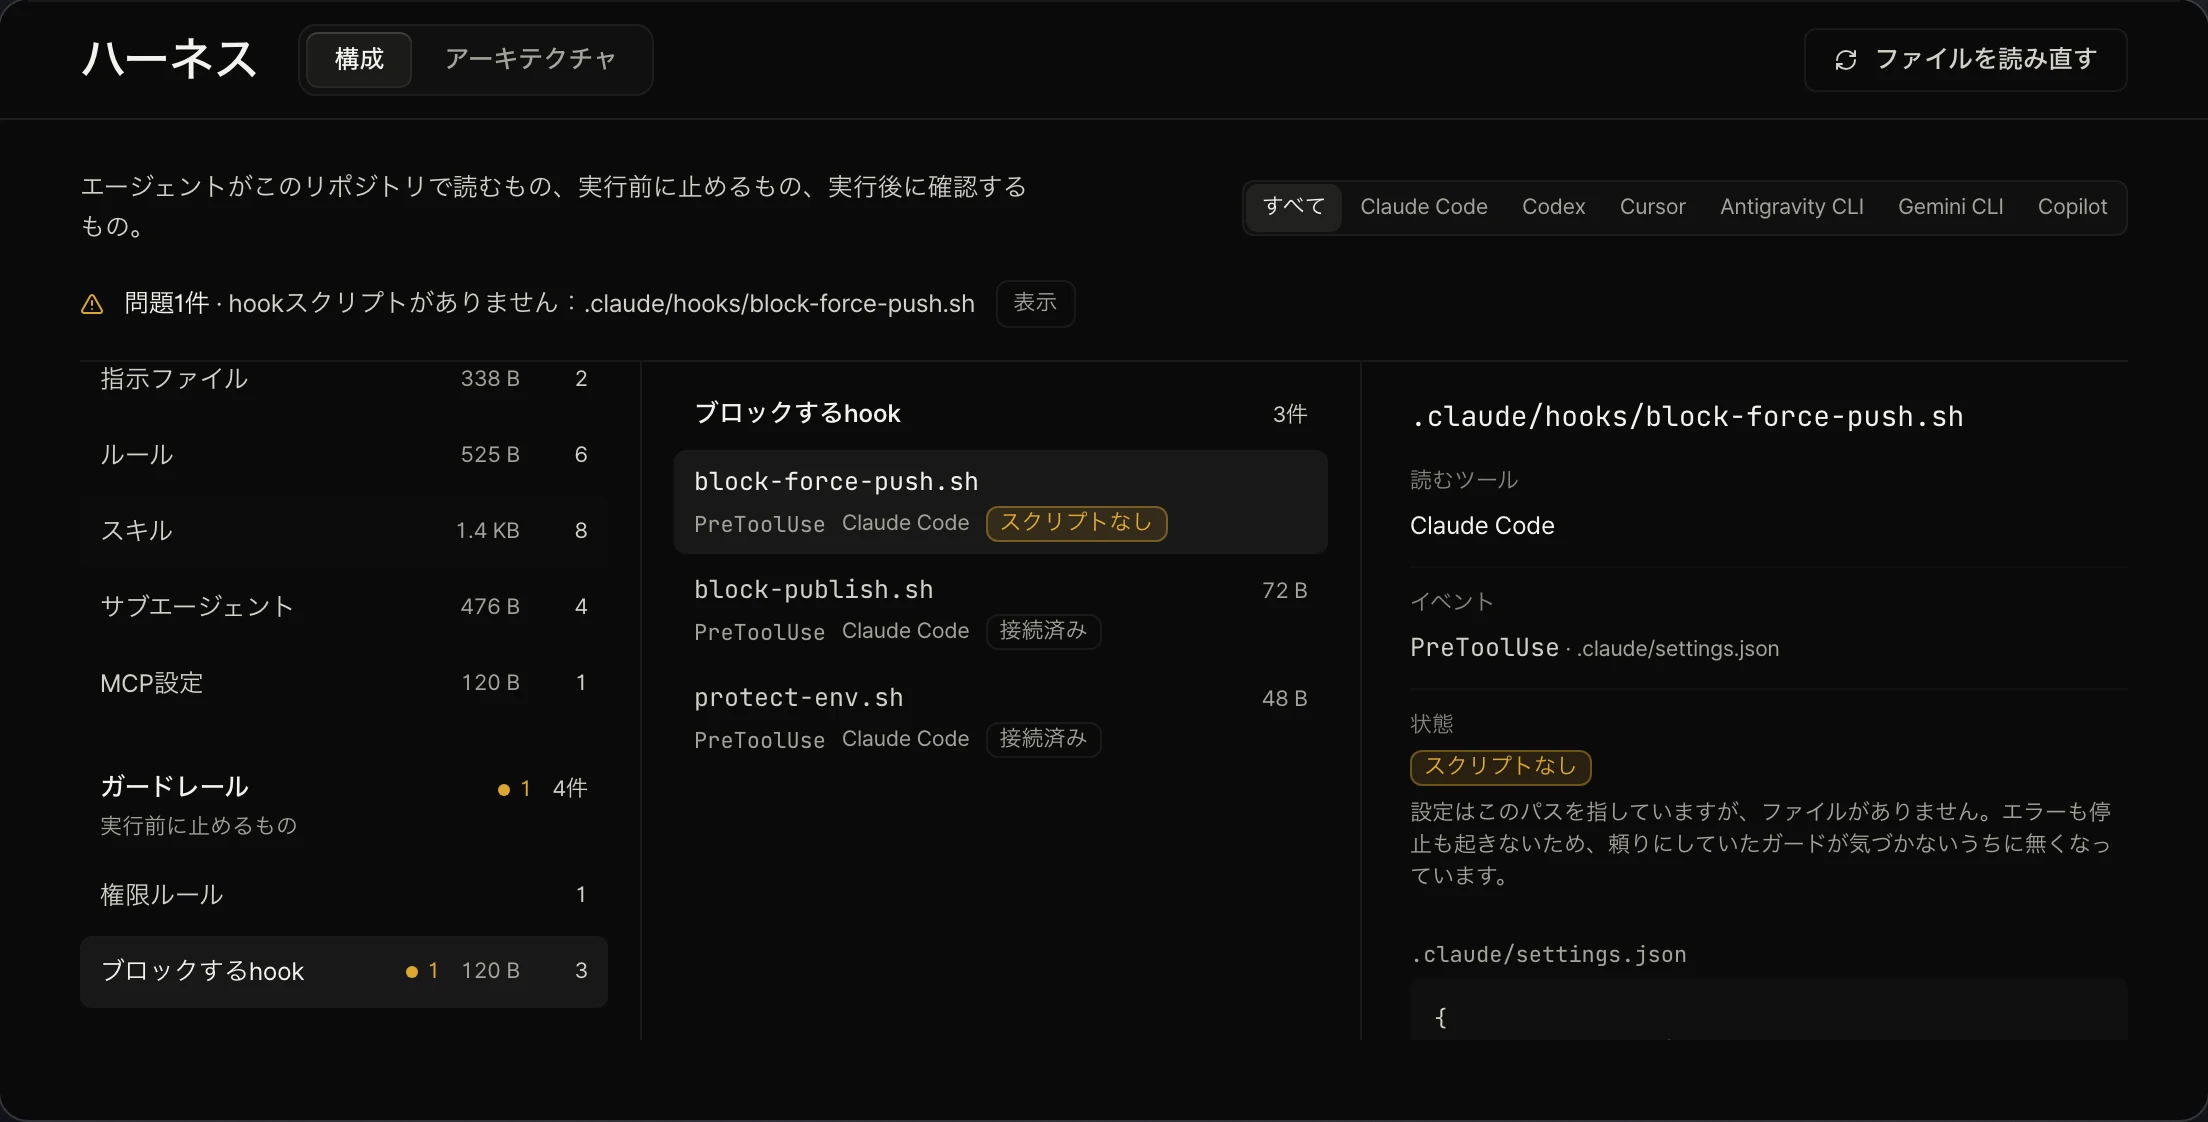 ハーネス
構成
アーキテクチャ
ファイルを読み直す
エージェントがこのリポジトリで読むもの、実行前に止めるもの、実行後に確認する
もの。
すべて
Claude Code
Codex
Cursor
Antigravity CLI
Gemini CLI
Copilot
問題1件 · hookスクリプトがありません：.claude/hooks/block-force-push.sh
表示
指示ファイル 338 B 2
ルール 525 B 6
スキル 1.4 KB 8
サブエージェント 476 B 4
MCP設定 120 B 1
ガードレール 1 4件
実行前に止めるもの
権限ルール 1
ブロックするhook 1 120 B 3
ブロックするhook 3件
block-force-push.sh
PreToolUse Claude Code スクリプトなし
block-publish.sh 72 B
PreToolUse Claude Code 接続済み
protect-env.sh 48 B
PreToolUse Claude Code 接続済み
.claude/hooks/block-force-push.sh
読むツール
Claude Code
イベント
PreToolUse · .claude/settings.json
状態
スクリプトなし
設定はこのパスを指していますが、ファイルがありません。エラーも停
止も起きないため、頼りにしていたガードが気づかないうちに無くなっ
ています。
.claude/settings.json
{